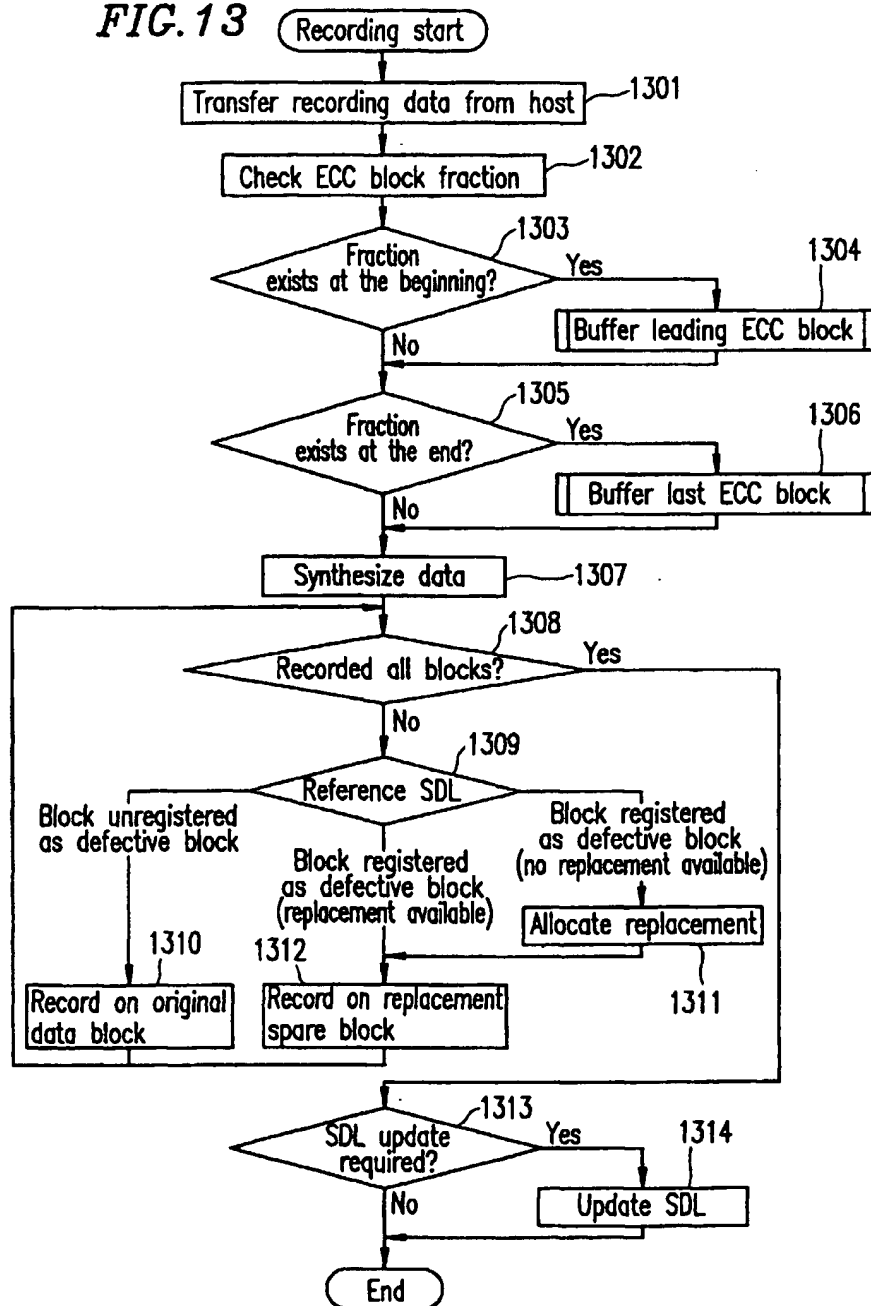 FIG.13
Recording start
Transfer recording data from host
1301
Check ECC block fraction
1302
1303
Fraction
exists at the beginning?
Yes
1304
Buffer leading ECC block
No
1305
Fraction
exists at the end?
Yes
1306
Buffer last ECC block
No
Synthesize data
1307
1308
Recorded all blocks?
Yes
No
1309
Reference SDL
Block unregistered
as defective block
Block registered
as defective block
(replacement available)
Block registered
as defective block
(no replacement available)
Allocate replacement
1311
1310
Record on original
data block
1312
Record on replacement
spare block
1313
SDL update
required?
Yes
1314
Update SDL
No
End